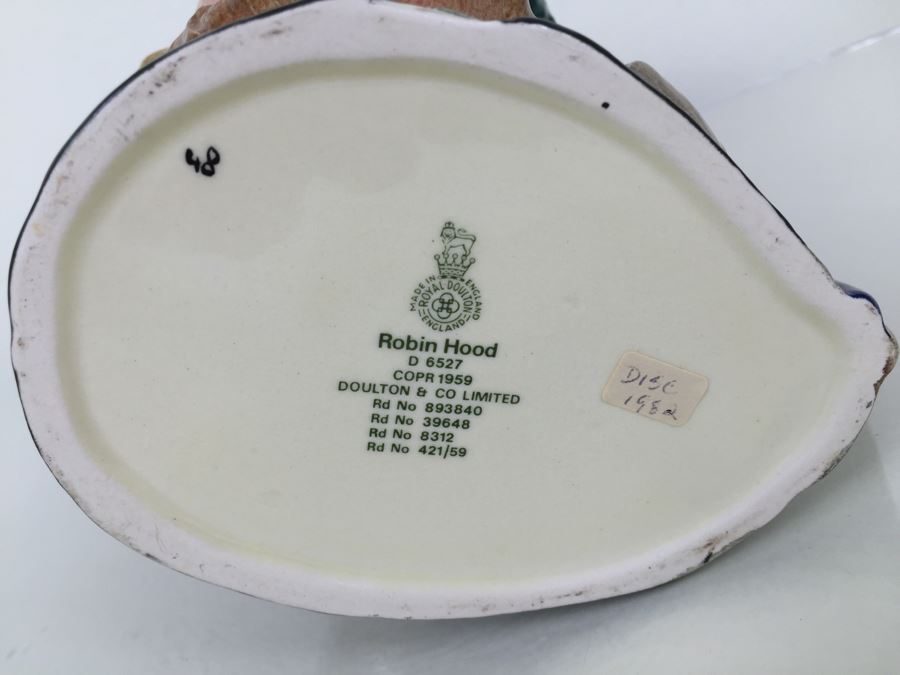 48
MADE IN ENGLAND
ROYAL DOULTON
ENGLAND
Robin Hood
D 6527
COPR 1959
DOULTON & CO LIMITED
Rd No 893840
Rd No 39648
Rd No 8312
Rd No 421/59
DISC
1982